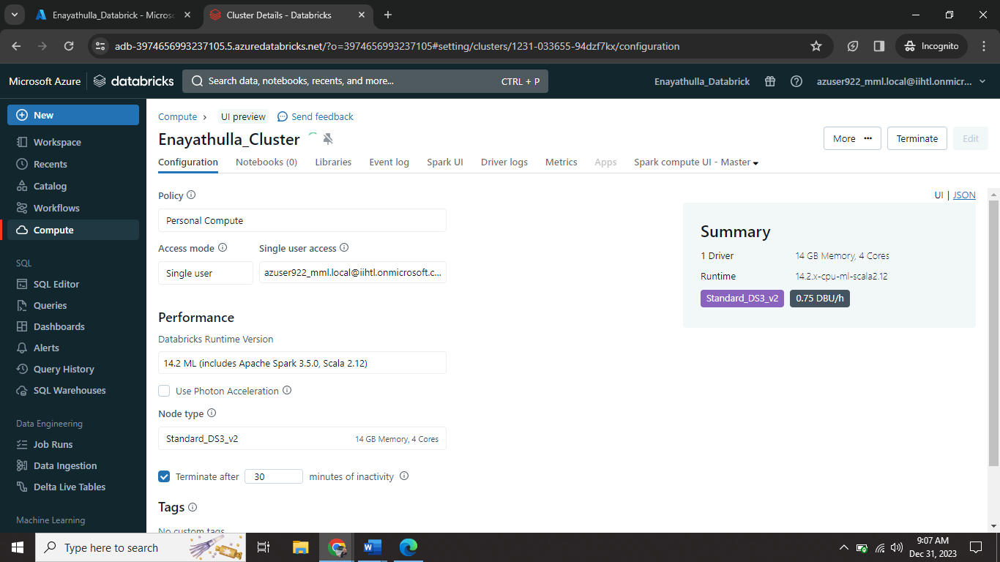 Enayathulla_Databrick - Micros
Cluster Details - Databricks
adb-3974656993237105.5.azuredatabricks.net/?o=3974656993237105#setting/clusters/1231-033655-94dzf7kx/configuration
Incognito
Microsoft Azure
databricks
Search data, notebooks, recents, and more...
CTRL + P
Enayathulla_Databrick
azuser922_mml.local@iihtl.onmicr...
New
Workspace
Recents
Catalog
Workflows
Compute
SQL
SQL Editor
Queries
Dashboards
Alerts
Query History
SQL Warehouses
Data Engineering
Job Runs
Data Ingestion
Delta Live Tables
Machine Learning
Compute
UI preview
Send feedback
Enayathulla_Cluster
More
Terminate
Edit
Configuration
Notebooks (0)
Libraries
Event log
Spark UI
Driver logs
Metrics
Apps
Spark compute UI - Master
UI | JSON
Policy
Personal Compute
Access mode
Single user access
Single user
azuser922_mml.local@iihtl.onmicrosoft.c...
Performance
Databricks Runtime Version
14.2 ML (includes Apache Spark 3.5.0, Scala 2.12)
Use Photon Acceleration
Node type
Standard_DS3_v2
14 GB Memory, 4 Cores
Terminate after
30
minutes of inactivity
Tags
No custom tags
Summary
1 Driver
14 GB Memory, 4 Cores
Runtime
14.2.x-cpu-ml-scala2.12
Standard_DS3_v2
0.75 DBU/h
Type here to search
9:07 AM
Dec 31, 2023